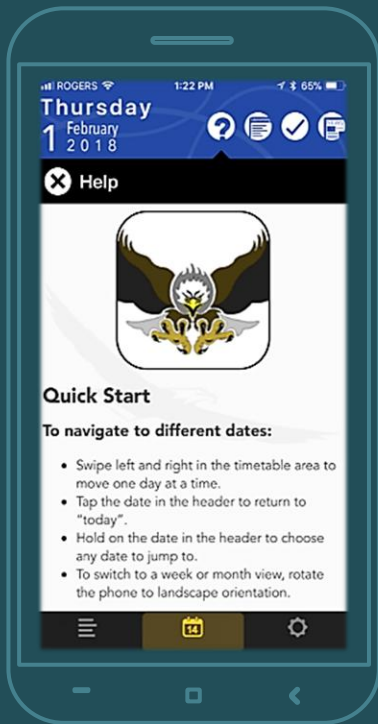 ROGERS 1:22 PM 65%
Thursday
1 February
2018
Help
Quick Start
To navigate to different dates:
• Swipe left and right in the timetable area to
move one day at a time.
• Tap the date in the header to return to
"today".
• Hold on the date in the header to choose
any date to jump to.
• To switch to a week or month view, rotate
the phone to landscape orientation.
14